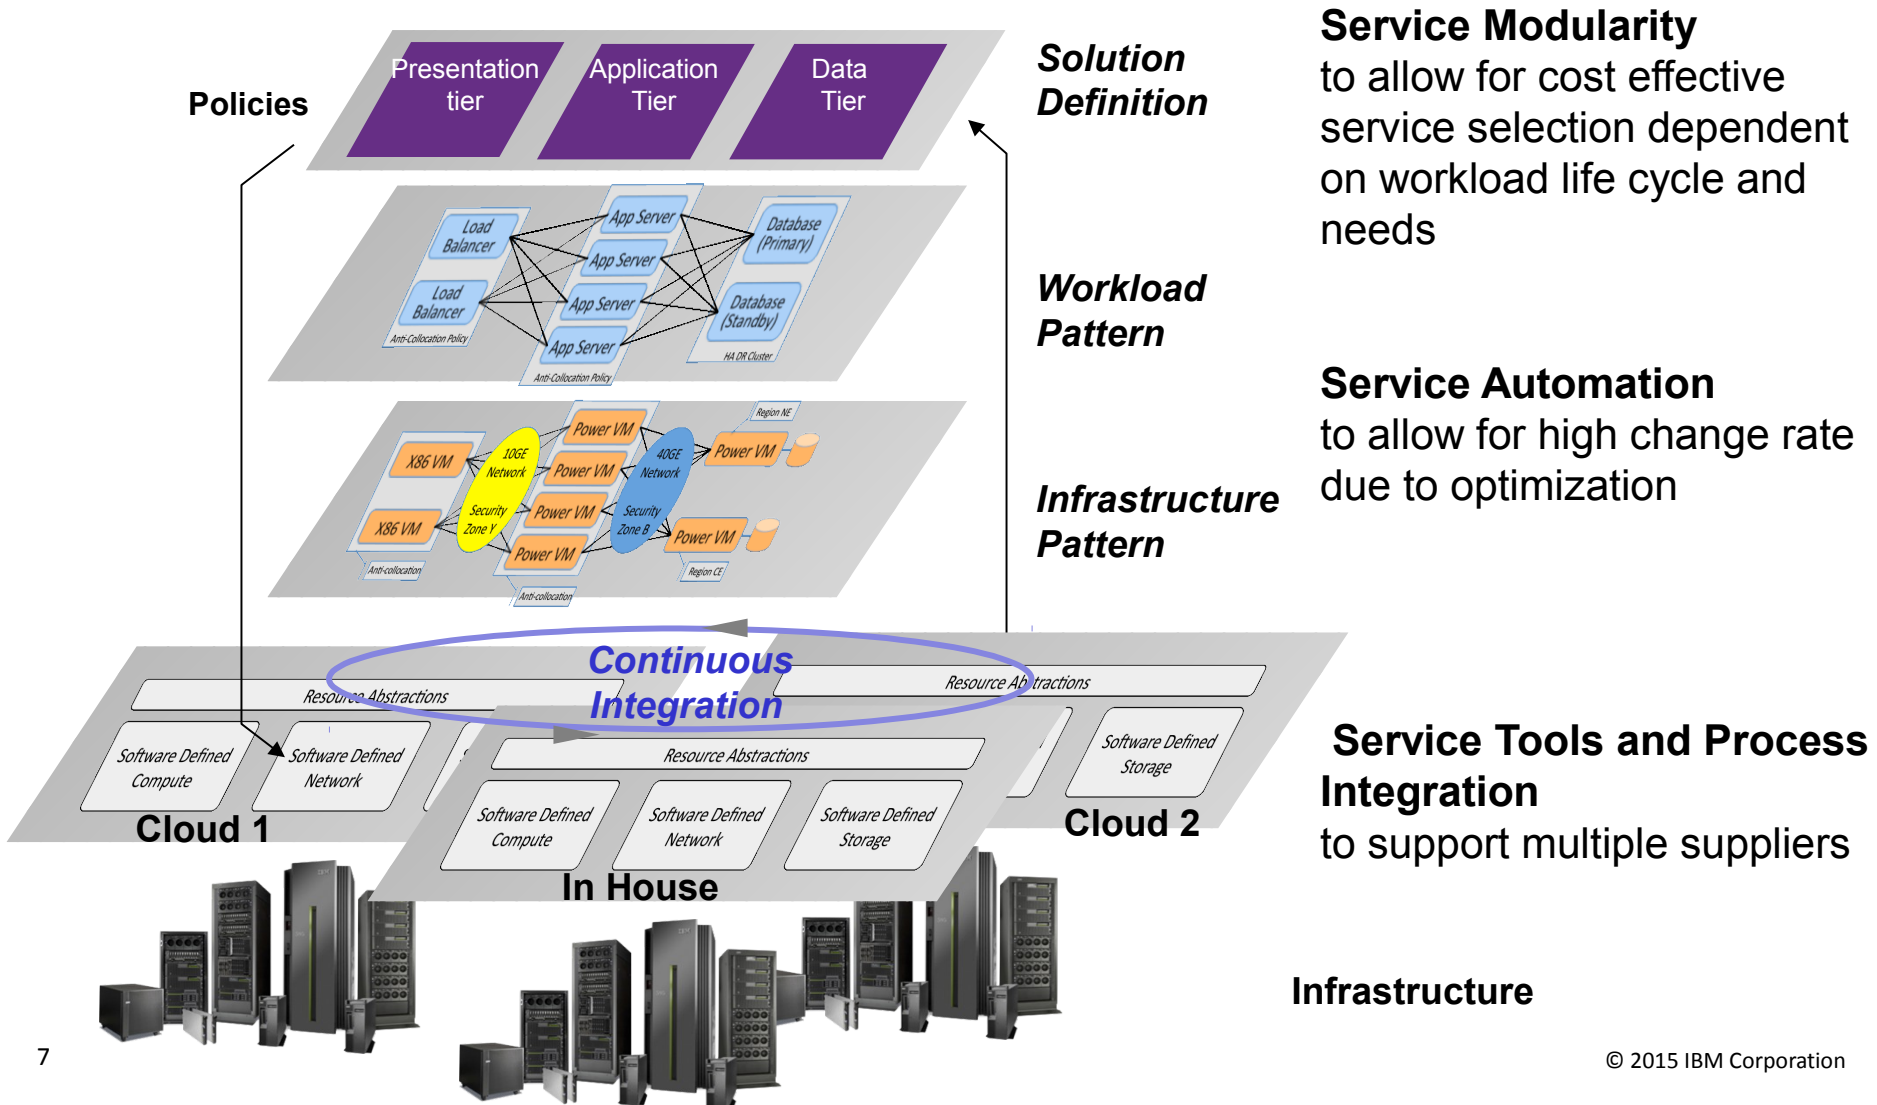 Policies
Presentation
tier
Application
Tier
Data
Tier
Solution
Definition
Load
Balancer
Load
Balancer
Anti-Collocation Policy
App Server
App Server
App Server
App Server
Anti-Collocation Policy
Database
(Primary)
Database
(Standby)
HA DR Cluster
Workload
Pattern
X86 VM
X86 VM
Anti-collocation
10GE
Network
Security
Zone Y
Power VM
Power VM
Power VM
Power VM
Anti-collocation
40GE
Network
Security
Zone B
Region NE
Power VM
Power VM
Region CE
Infrastructure
Pattern
Continuous
Integration
Resource Abstractions
Software Defined
Compute
Software Defined
Network
Cloud 1
Resource Abstractions
Software Defined
Compute
Software Defined
Network
Software Defined
Storage
In House
Resource Abstractions
Software Defined
Storage
Cloud 2
Service Modularity
to allow for cost effective
service selection dependent
on workload life cycle and
needs
Service Automation
to allow for high change rate
due to optimization
Service Tools and Process
Integration
to support multiple suppliers
Infrastructure
7
© 2015 IBM Corporation